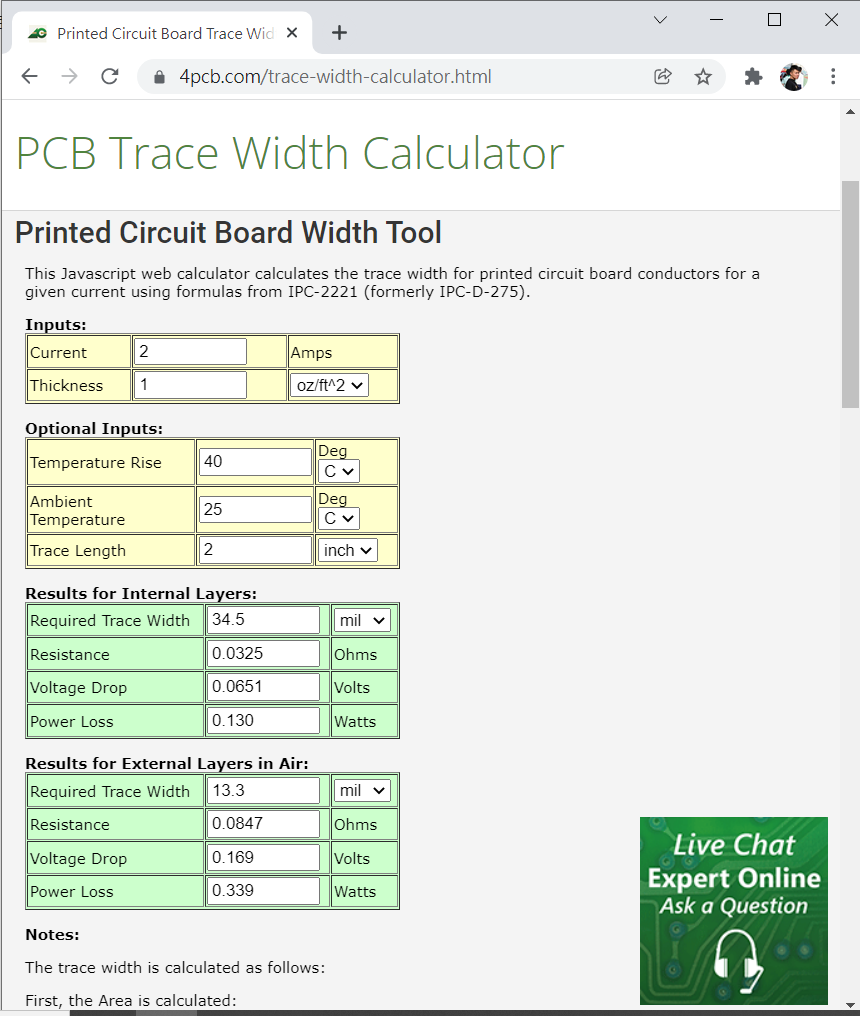 Printed Circuit Board Trace Wid
4pcb.com/trace-width-calculator.html
PCB Trace Width Calculator
Printed Circuit Board Width Tool
This Javascript web calculator calculates the trace width for printed circuit board conductors for a
given current using formulas from IPC-2221 (formerly IPC-D-275).
Inputs:
Current 2 Amps
Thickness 1 oz/ft^2
Optional Inputs:
Temperature Rise 40 Deg
C
Ambient
Temperature 25 Deg
C
Trace Length 2 inch
Results for Internal Layers:
Required Trace Width 34.5 mil
Resistance 0.0325 Ohms
Voltage Drop 0.0651 Volts
Power Loss 0.130 Watts
Results for External Layers in Air:
Required Trace Width 13.3 mil
Resistance 0.0847 Ohms
Voltage Drop 0.169 Volts
Power Loss 0.339 Watts
Live Chat
Expert Online
Ask a Question
Notes:
The trace width is calculated as follows:
First, the Area is calculated: